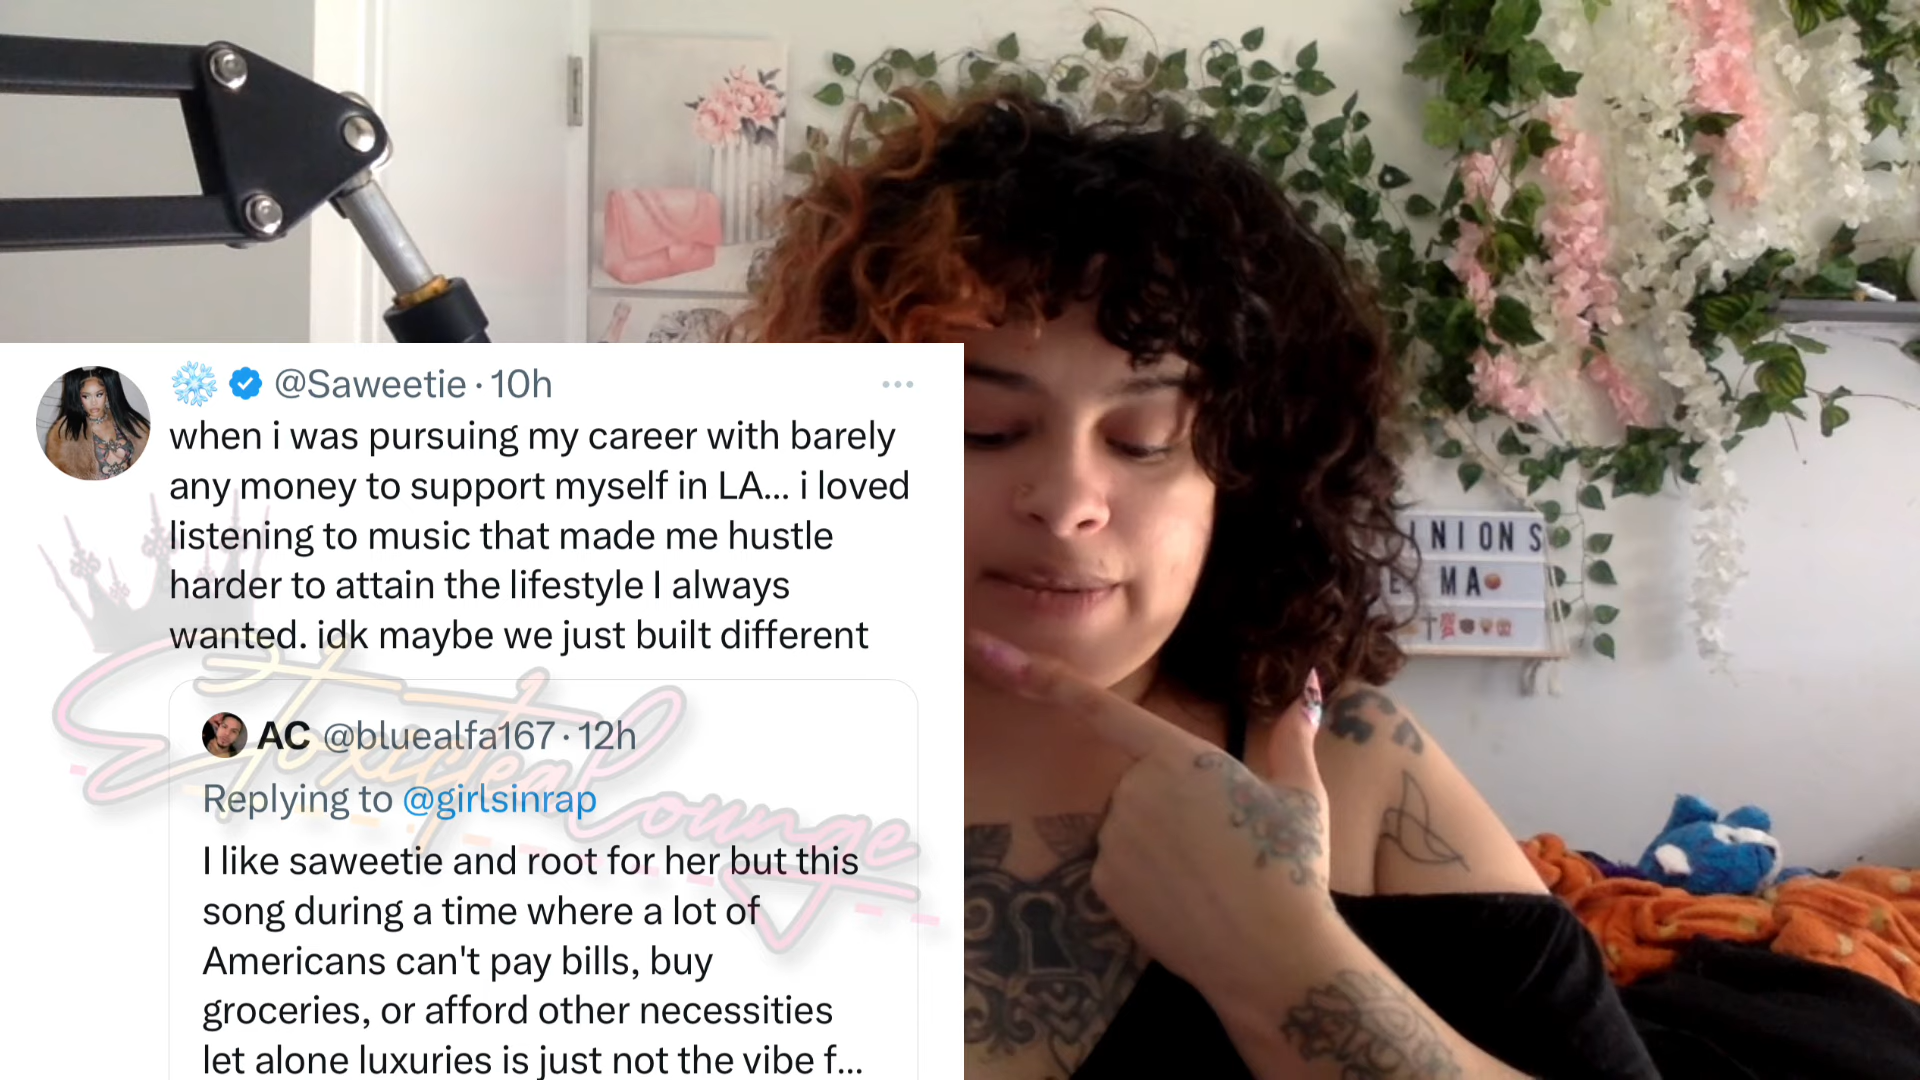 @Saweetie · 10h
when i was pursuing my career with barely
any money to support myself in LA... i loved
listening to music that made me hustle
harder to attain the lifestyle I always
wanted. idk maybe we just built different
AC @bluealfa167 · 12h
Replying to @girlsinrap
I like saweetie and root for her but this
song during a time where a lot of
Americans can't pay bills, buy
groceries, or afford other necessities
let alone luxuries is just not the vibe f...
EtoxicteaLounge
INIONS
MA